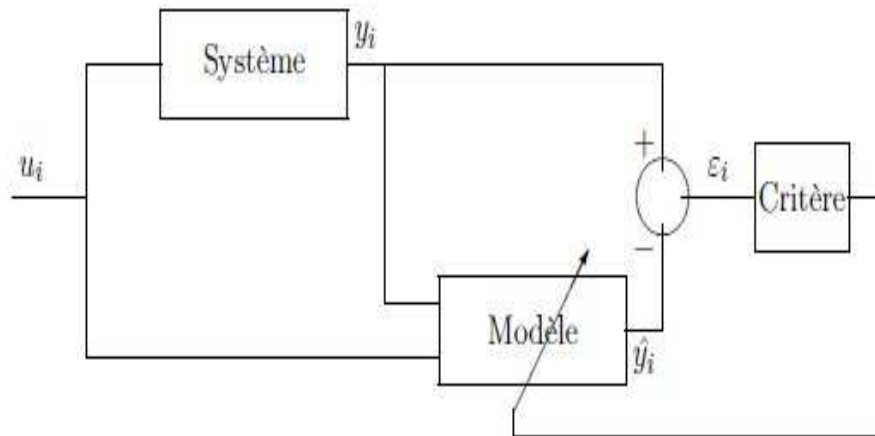 y_i
Système
u_i
+
ε_i
Critère
−
Modèle
ŷ_i